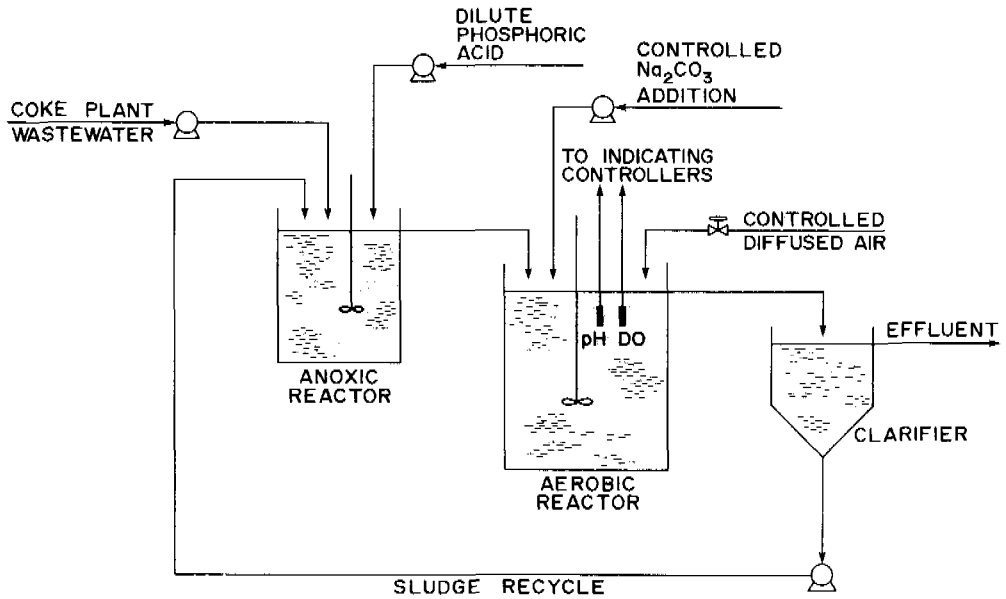 DILUTE
PHOSPHORIC
ACID
CONTROLLED
Na₂CO₃
ADDITION
COKE PLANT
WASTEWATER
TO INDICATING
CONTROLLERS
CONTROLLED
DIFFUSED AIR
pH DO
EFFLUENT
ANOXIC
REACTOR
CLARIFIER
AEROBIC
REACTOR
SLUDGE RECYCLE